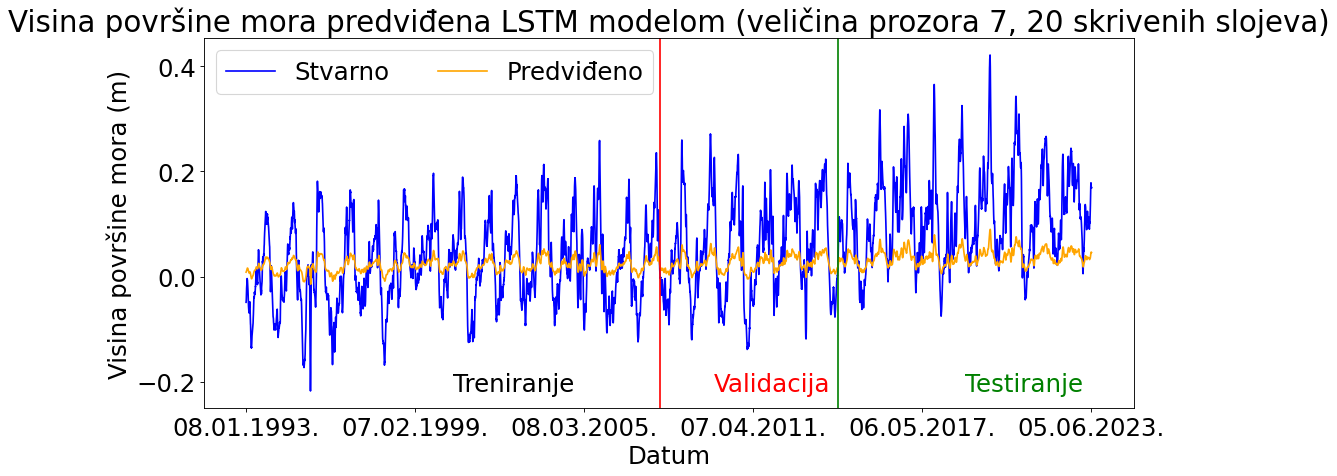 Visina površine mora predviđena LSTM modelom (veličina prozora 7, 20 skrivenih slojeva)
Stvarno Predviđeno
Visina površine mora (m)
0.4
0.2
0.0
−0.2
Treniranje Validacija Testiranje
08.01.1993. 07.02.1999. 08.03.2005. 07.04.2011. 06.05.2017. 05.06.2023.
Datum